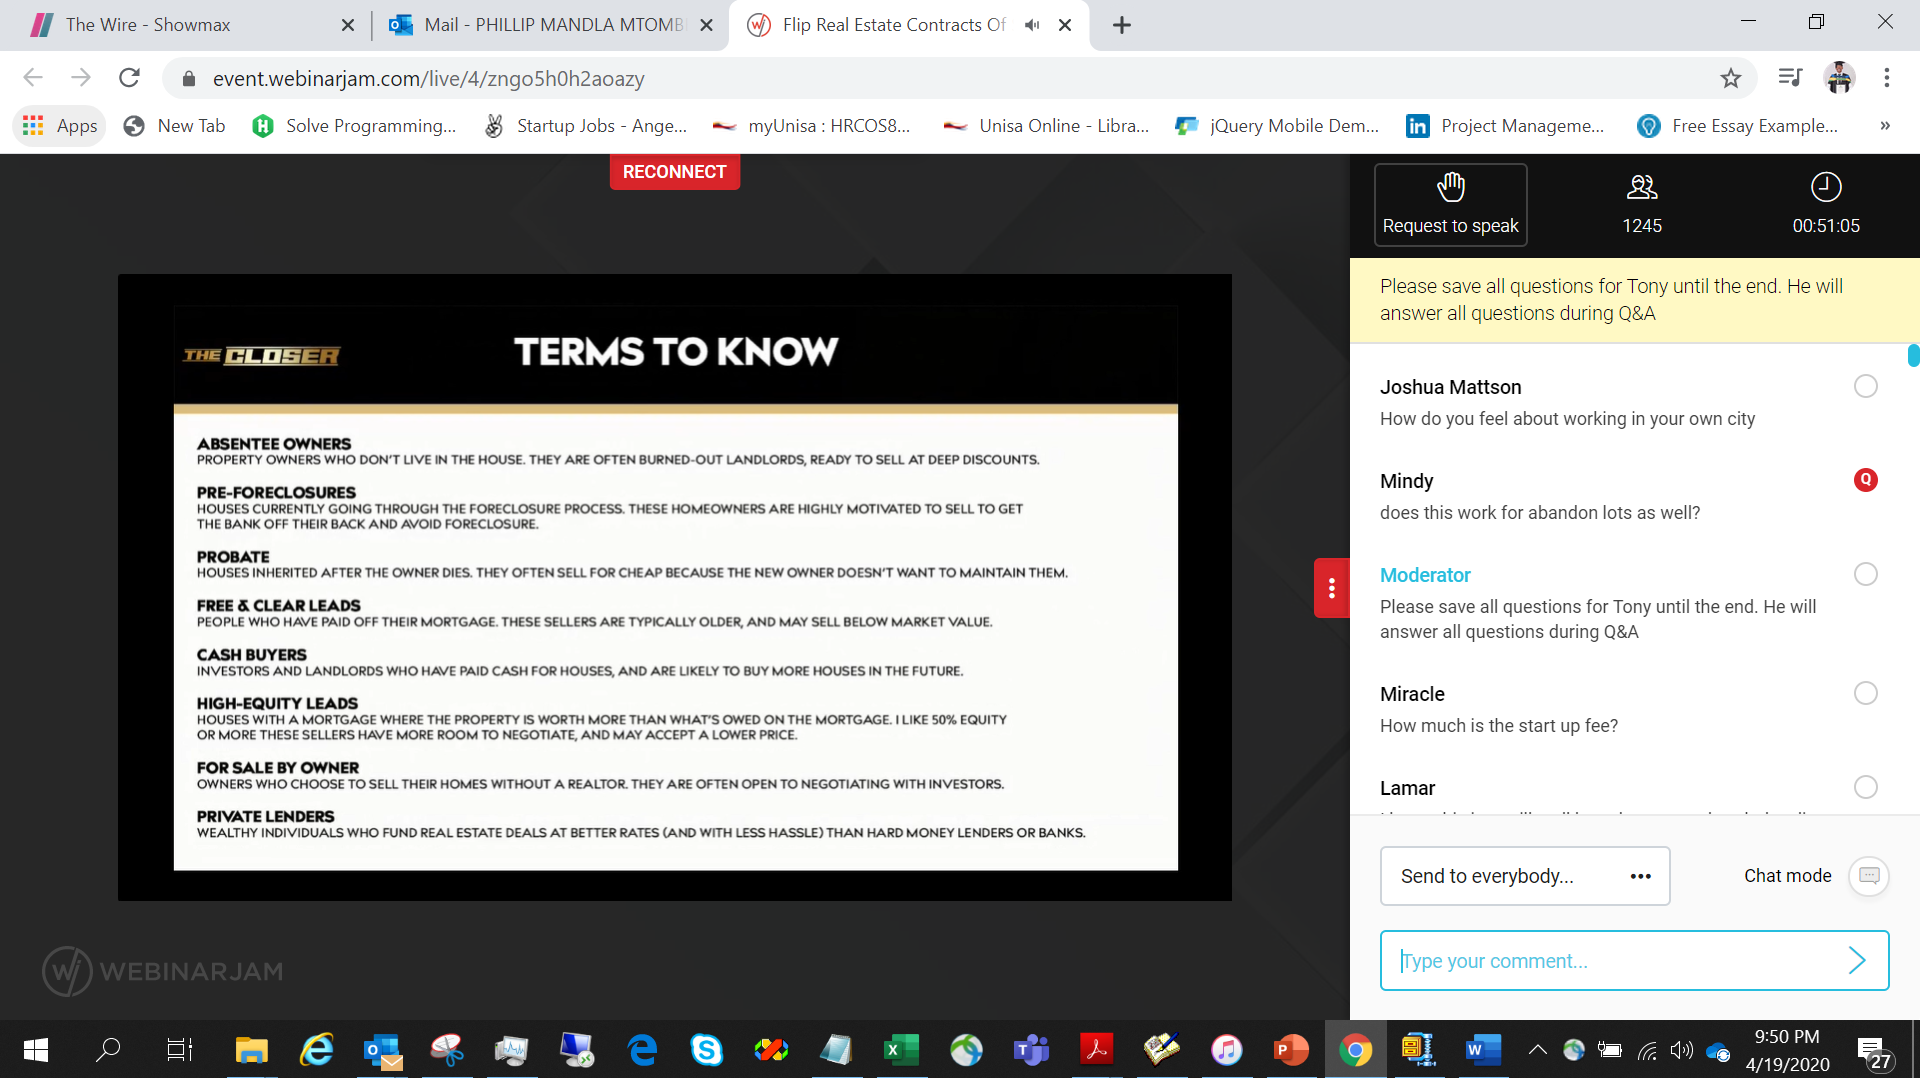 The Wire - Showmax
Mail - PHILLIP MANDLA MTOMB
Flip Real Estate Contracts Of
event.webinarjam.com/live/4/zngo5h0h2aoazy
Apps
New Tab
Solve Programming...
Startup Jobs - Ange...
myUnisa : HRCOS8...
Unisa Online - Libra...
jQuery Mobile Dem...
Project Manageme...
Free Essay Example...
»
RECONNECT
THE CLOSER
TERMS TO KNOW
ABSENTEE OWNERS
PROPERTY OWNERS WHO DON'T LIVE IN THE HOUSE. THEY ARE OFTEN BURNED-OUT LANDLORDS, READY TO SELL AT DEEP DISCOUNTS.
PRE-FORECLOSURES
HOUSES CURRENTLY GOING THROUGH THE FORECLOSURE PROCESS. THESE HOMEOWNERS ARE HIGHLY MOTIVATED TO SELL TO GET
THE BANK OFF THEIR BACK AND AVOID FORECLOSURE.
PROBATE
HOUSES INHERITED AFTER THE OWNER DIES. THEY OFTEN SELL FOR CHEAP BECAUSE THE NEW OWNER DOESN'T WANT TO MAINTAIN THEM.
FREE & CLEAR LEADS
PEOPLE WHO HAVE PAID OFF THEIR MORTGAGE. THESE SELLERS ARE TYPICALLY OLDER, AND MAY SELL BELOW MARKET VALUE.
CASH BUYERS
INVESTORS AND LANDLORDS WHO HAVE PAID CASH FOR HOUSES, AND ARE LIKELY TO BUY MORE HOUSES IN THE FUTURE.
HIGH-EQUITY LEADS
HOUSES WITH A MORTGAGE WHERE THE PROPERTY IS WORTH MORE THAN WHAT'S OWED ON THE MORTGAGE. I LIKE 50% EQUITY
OR MORE THESE SELLERS HAVE MORE ROOM TO NEGOTIATE, AND MAY ACCEPT A LOWER PRICE.
FOR SALE BY OWNER
OWNERS WHO CHOOSE TO SELL THEIR HOMES WITHOUT A REALTOR. THEY ARE OFTEN OPEN TO NEGOTIATING WITH INVESTORS.
PRIVATE LENDERS
WEALTHY INDIVIDUALS WHO FUND REAL ESTATE DEALS AT BETTER RATES (AND WITH LESS HASSLE) THAN HARD MONEY LENDERS OR BANKS.
WEBINARJAM
Request to speak
1245
00:51:05
Please save all questions for Tony until the end. He will
answer all questions during Q&A
Joshua Mattson
How do you feel about working in your own city
Mindy
Q
does this work for abandon lots as well?
Moderator
Please save all questions for Tony until the end. He will
answer all questions during Q&A
Miracle
How much is the start up fee?
Lamar
Send to everybody...
Chat mode
Type your comment...
9:50 PM
4/19/2020
27